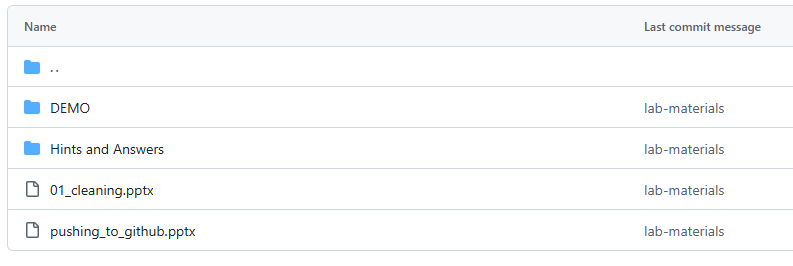 Name Last commit message
..
DEMO lab-materials
Hints and Answers lab-materials
01_cleaning.pptx lab-materials
pushing_to_github.pptx lab-materials